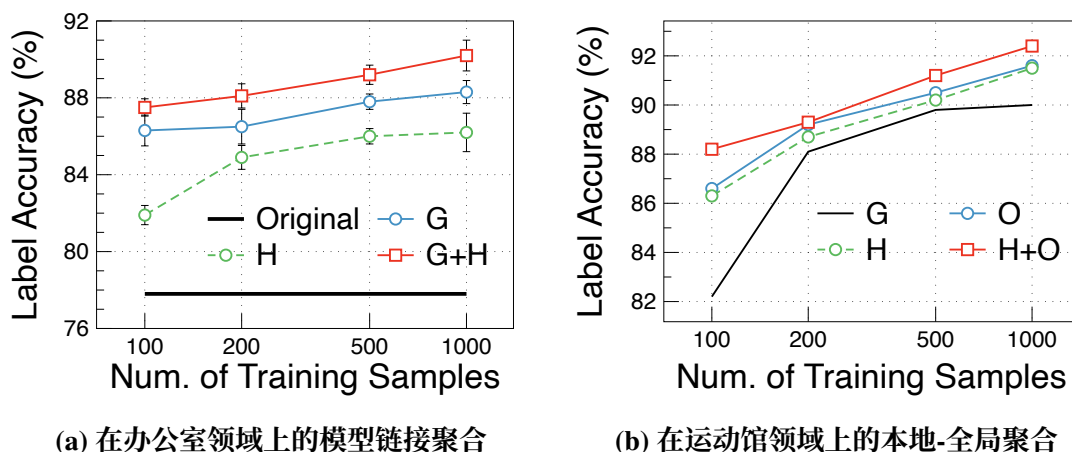 92
88
84
80
76
Label Accuracy (%)
Original
G
H
G+H
100
200
500
1000
Num. of Training Samples
(a) 在办公室领域上的模型链接聚合
92
90
88
86
84
82
Label Accuracy (%)
G
O
H
H+O
100
200
500
1000
Num. of Training Samples
(b) 在运动馆领域上的本地-全局聚合